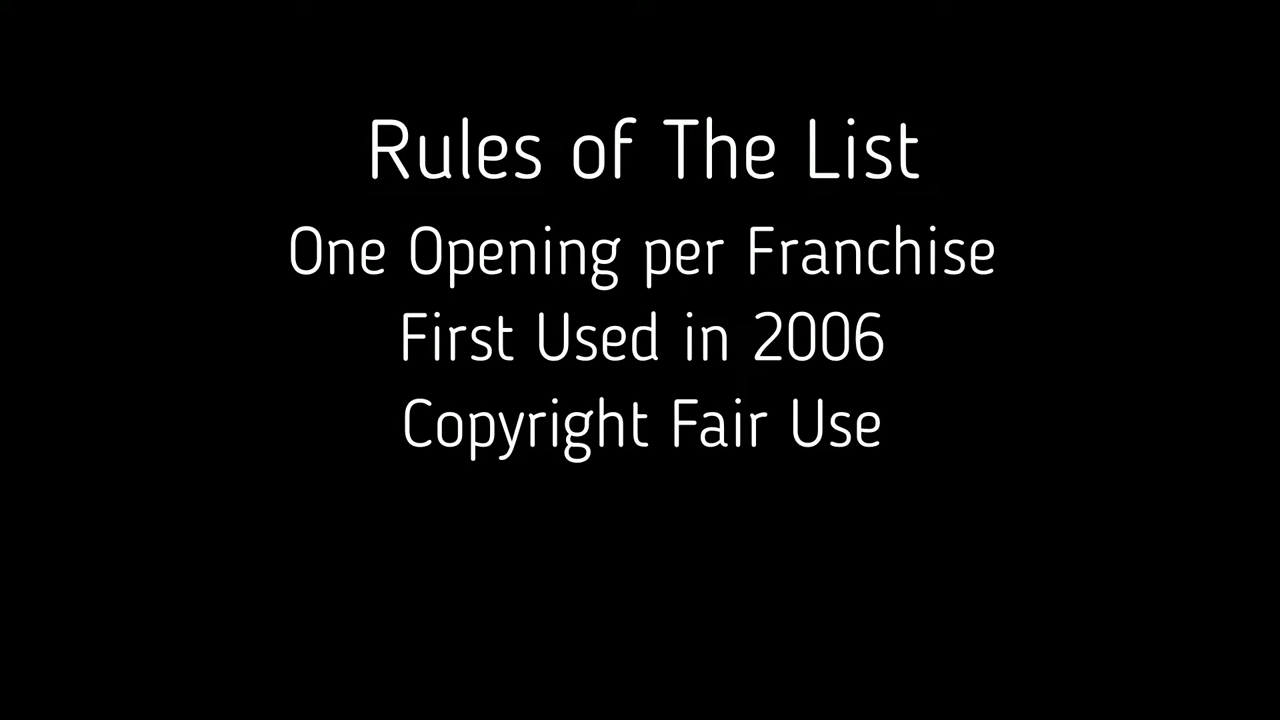 Rules of The List
One Opening per Franchise
First Used in 2006
Copyright Fair Use